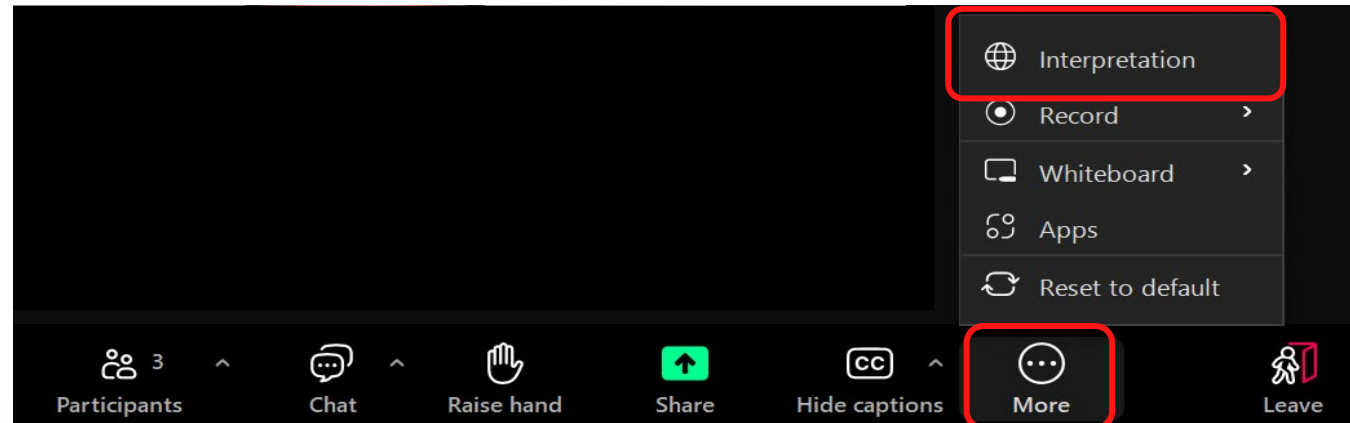 Interpretation
Record
Whiteboard
Apps
Reset to default
3
CC
Participants
Chat
Raise hand
Share
Hide captions
More
Leave